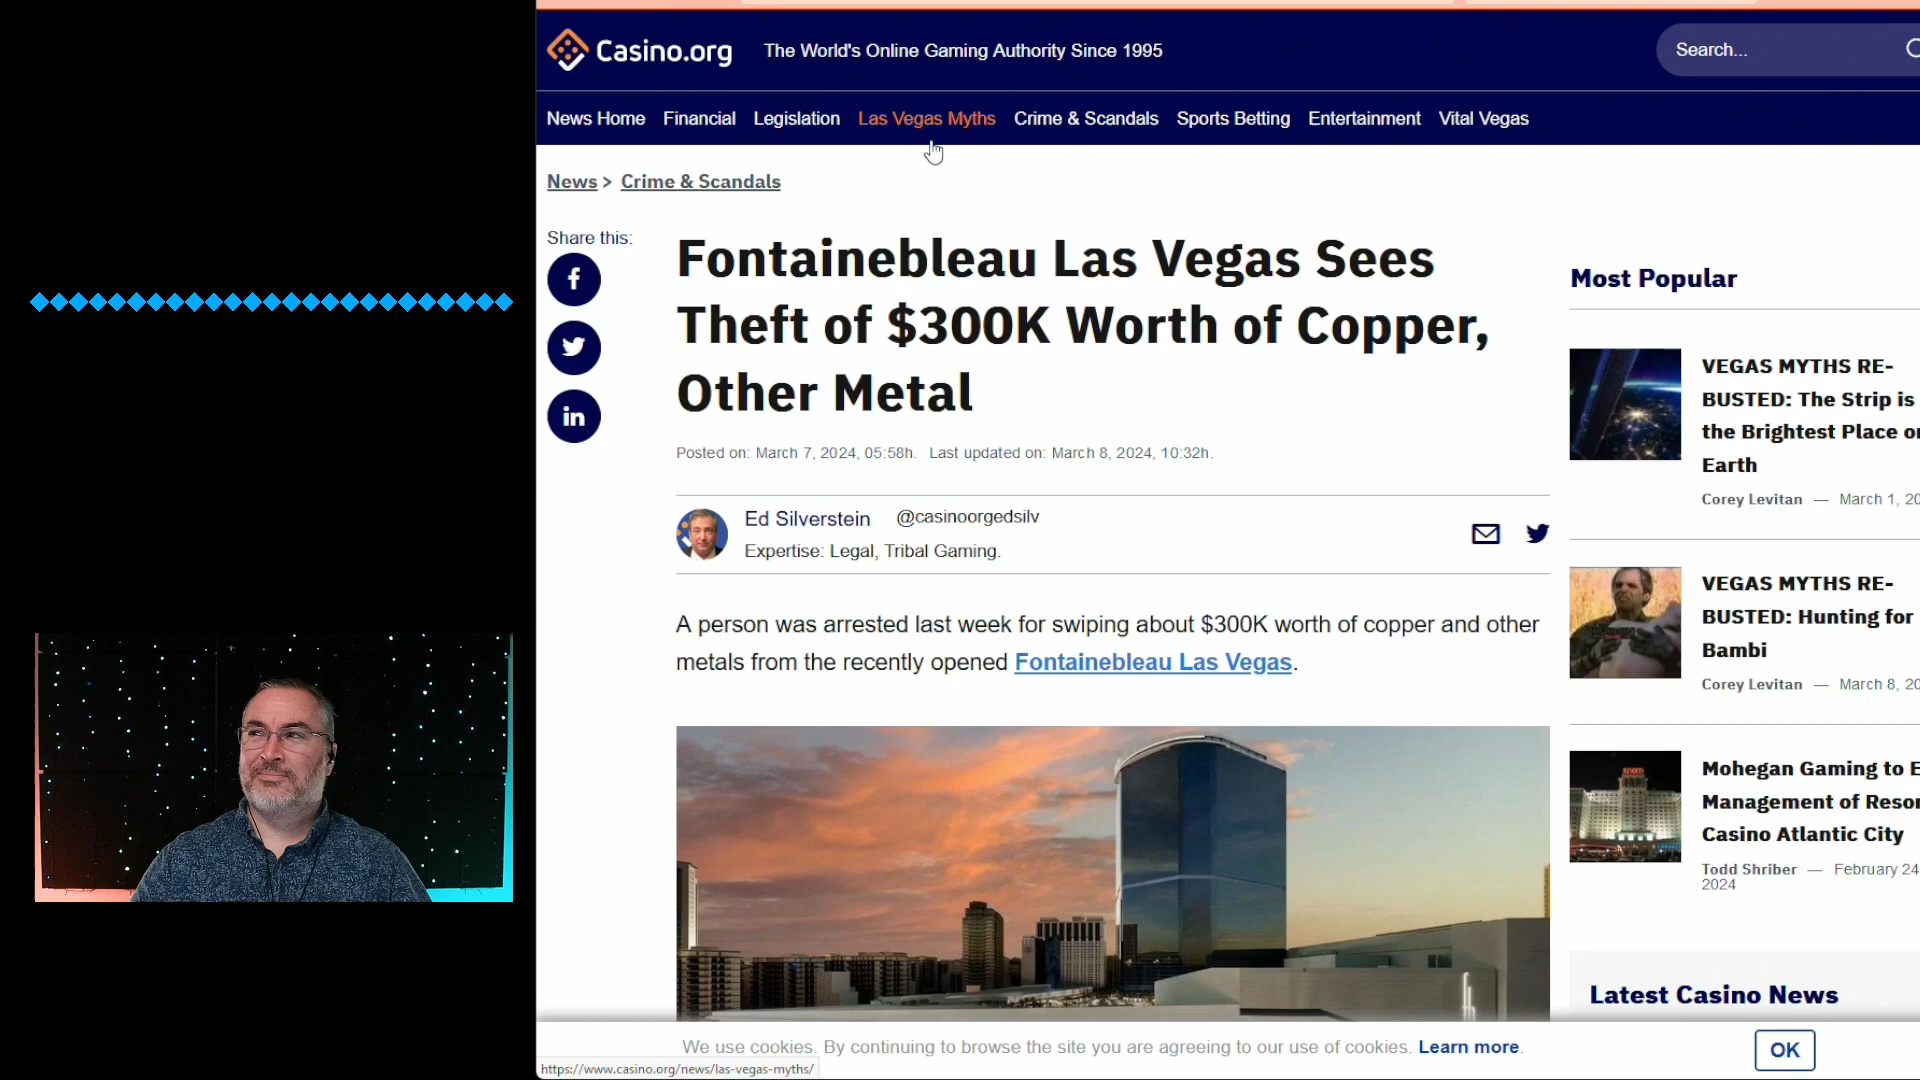 Casino.org
The World's Online Gaming Authority Since 1995
Search...
News Home Financial Legislation Las Vegas Myths Crime & Scandals Sports Betting Entertainment Vital Vegas
News > Crime & Scandals
Share this:
Fontainebleau Las Vegas Sees
Theft of $300K Worth of Copper,
Other Metal
Posted on: March 7, 2024, 05:58h. Last updated on: March 8, 2024, 10:32h.
Ed Silverstein @casinoorgedsilv
Expertise: Legal, Tribal Gaming.
A person was arrested last week for swiping about $300K worth of copper and other
metals from the recently opened Fontainebleau Las Vegas.
Most Popular
VEGAS MYTHS RE-
BUSTED: The Strip is
the Brightest Place
Earth
Corey Levitan — March 1,
VEGAS MYTHS RE-
BUSTED: Hunting for
Bambi
Corey Levitan — March 8,
Mohegan Gaming to
Management of
Casino Atlantic City
Todd Shriber — February 24
2024
Latest Casino News
We use cookies. By continuing to browse the site you are agreeing to our use of cookies. Learn more.
OK
https://www.casino.org/news/las-vegas-myths/